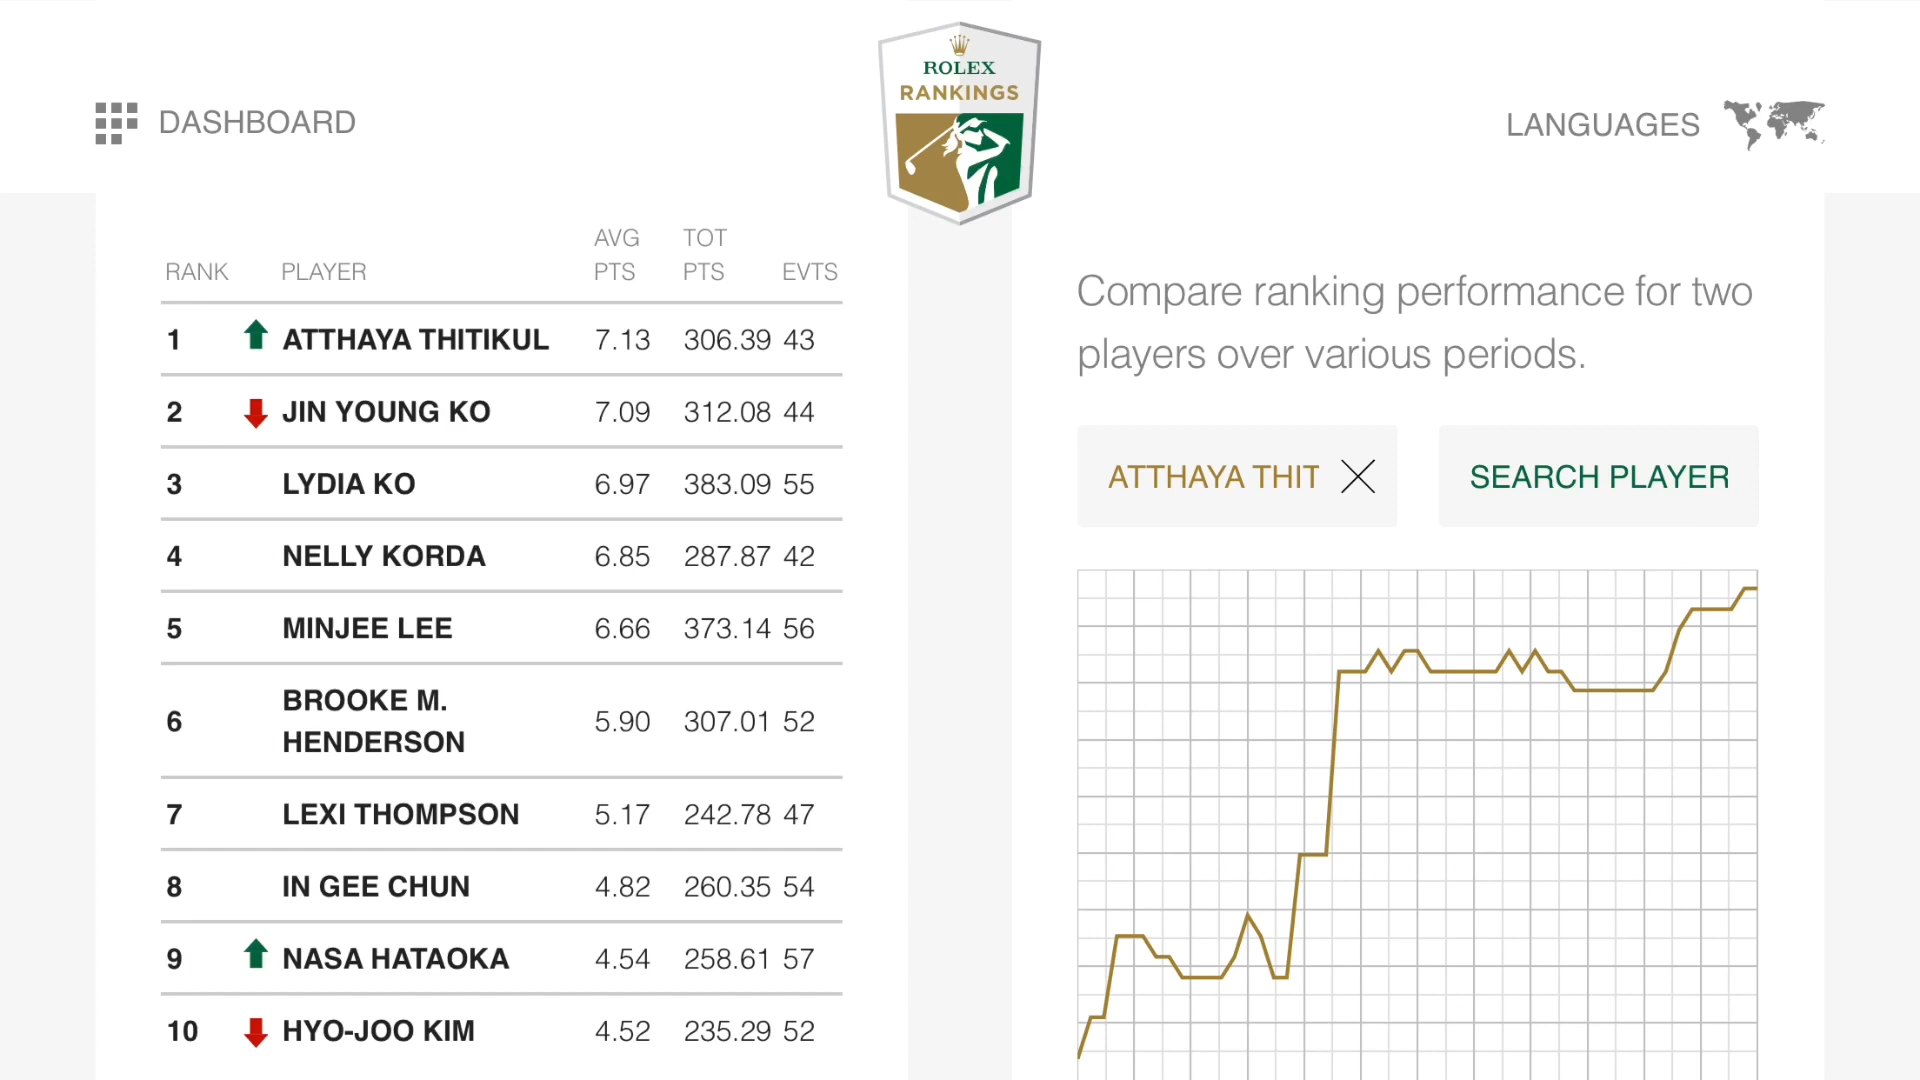 ROLEX
RANKINGS
DASHBOARD
LANGUAGES
AVG TOT
RANK PLAYER PTS PTS EVTS
1 ATTHAYA THITIKUL 7.13 306.39 43
2 JIN YOUNG KO 7.09 312.08 44
3 LYDIA KO 6.97 383.09 55
4 NELLY KORDA 6.85 287.87 42
5 MINJEE LEE 6.66 373.14 56
BROOKE M.
6 HENDERSON 5.90 307.01 52
7 LEXI THOMPSON 5.17 242.78 47
8 IN GEE CHUN 4.82 260.35 54
9 NASA HATAOKA 4.54 258.61 57
10 HYO-JOO KIM 4.52 235.29 52
Compare ranking performance for two
players over various periods.
ATTHAYA THIT
SEARCH PLAYER